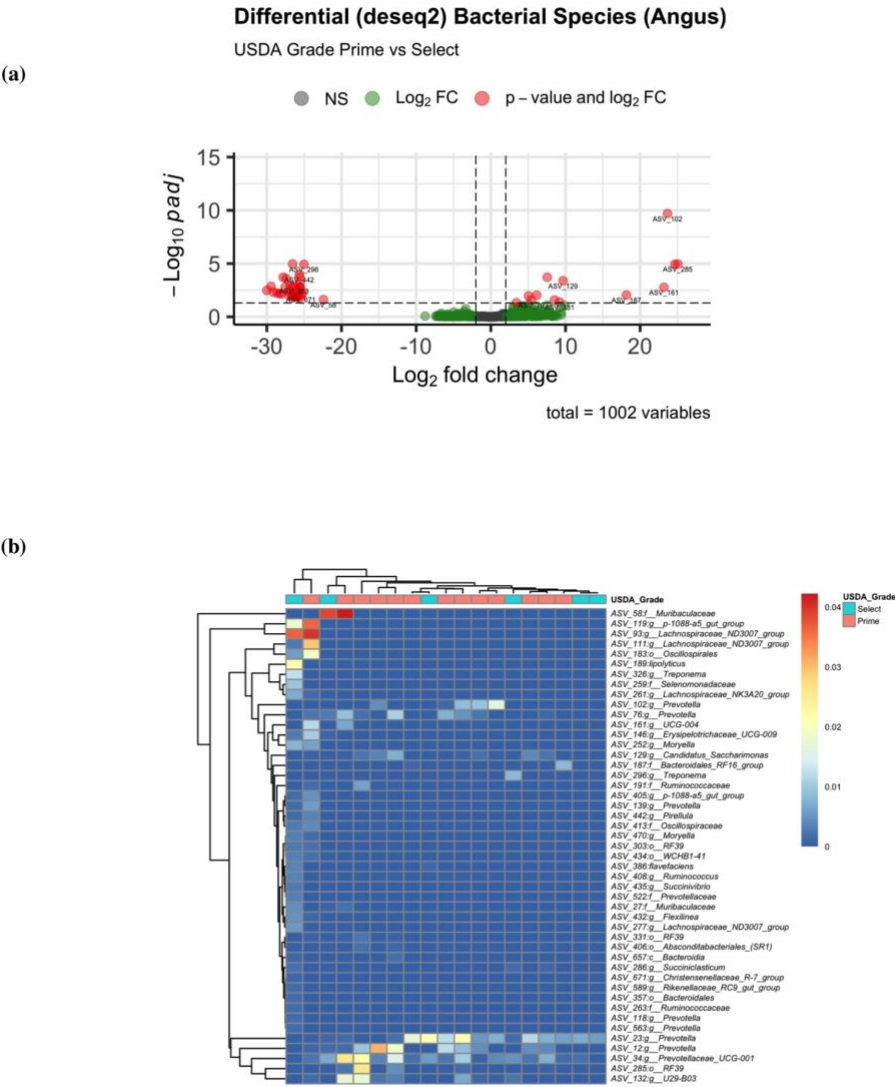 Differential (deseq2) Bacterial Species (Angus)
USDA Grade Prime vs Select
(a)
NS Log2 FC p – value and log2 FC
15
10
5
0
−Log10 padj
ASV_102
ASV_298
ASV_285
ASV_442
ASV_129
ASV_161
ASV_187
ASV_58
ASV_331
-30 -20 -10 0 10 20
Log2 fold change
total = 1002 variables
(b)
USDA_Grade
ASV_58:f__Muribaculaceae
ASV_119:g__p-1088-a5_gut_group
ASV_93:g__Lachnospiraceae_ND3007_group
ASV_111:g__Lachnospiraceae_ND3007_group
ASV_183:o__Oscillospirales
ASV_189:lipolyticus
ASV_326:g__Treponema
ASV_259:f__Selenomonadaceae
ASV_261:g__Lachnospiraceae_NK3A20_group
ASV_102:g__Prevotella
ASV_76:g__Prevotella
ASV_161:g__UCG-004
ASV_146:g__Erysipelotrichaceae_UCG-009
ASV_252:g__Moryella
ASV_129:g__Candidatus_Saccharimonas
ASV_187:f__Bacteroidales_RF16_group
ASV_296:g__Treponema
ASV_191:f__Ruminococcaceae
ASV_405:g__p-1088-a5_gut_group
ASV_139:g__Prevotella
ASV_442:g__Pirellula
ASV_413:f__Oscillospiraceae
ASV_470:g__Moryella
ASV_303:o__RF39
ASV_434:o__WCHB1-41
ASV_386:flavefaciens
ASV_408:g__Ruminococcus
ASV_435:g__Succinivibrio
ASV_522:f__Prevotellaceae
ASV_27:f__Muribaculaceae
ASV_432:g__Flexilinea
ASV_277:g__Lachnospiraceae_ND3007_group
ASV_331:o__RF39
ASV_406:o__Absconditabacteriales_(SR1)
ASV_657:c__Bacteroidia
ASV_286:g__Succiniclasticum
ASV_671:g__Christensenellaceae_R-7_group
ASV_589:g__Rikenellaceae_RC9_gut_group
ASV_357:o__Bacteroidales
ASV_263:f__Ruminococcaceae
ASV_118:g__Prevotella
ASV_563:g__Prevotella
ASV_23:g__Prevotella
ASV_12:g__Prevotella
ASV_34:g__Prevotellaceae_UCG-001
ASV_285:o__RF39
ASV_132:g__U29-B03
0.04
0.03
0.02
0.01
0
USDA_Grade
Select
Prime